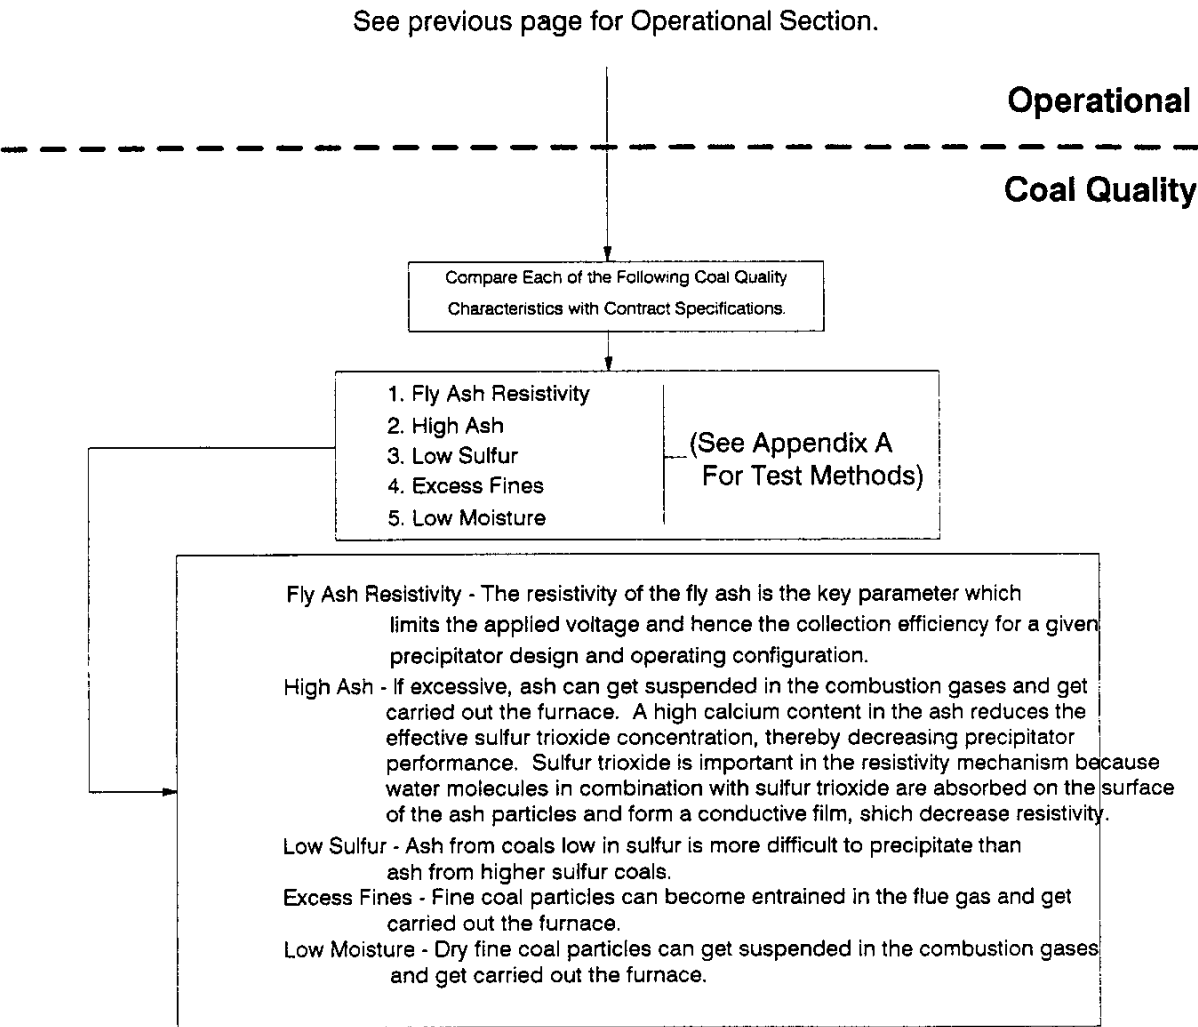 See previous page for Operational Section.
Operational
Coal Quality
Compare Each of the Following Coal Quality
Characteristics with Contract Specifications.
1. Fly Ash Resistivity
2. High Ash
3. Low Sulfur
4. Excess Fines
5. Low Moisture
(See Appendix A
For Test Methods)
Fly Ash Resistivity - The resistivity of the fly ash is the key parameter which
limits the applied voltage and hence the collection efficiency for a given
precipitator design and operating configuration.
High Ash - If excessive, ash can get suspended in the combustion gases and get
carried out the furnace. A high calcium content in the ash reduces the
effective sulfur trioxide concentration, thereby decreasing precipitator
performance. Sulfur trioxide is important in the resistivity mechanism because
water molecules in combination with sulfur trioxide are absorbed on the surface
of the ash particles and form a conductive film, shich decrease resistivity.
Low Sulfur - Ash from coals low in sulfur is more difficult to precipitate than
ash from higher sulfur coals.
Excess Fines - Fine coal particles can become entrained in the flue gas and get
carried out the furnace.
Low Moisture - Dry fine coal particles can get suspended in the combustion gases
and get carried out the furnace.